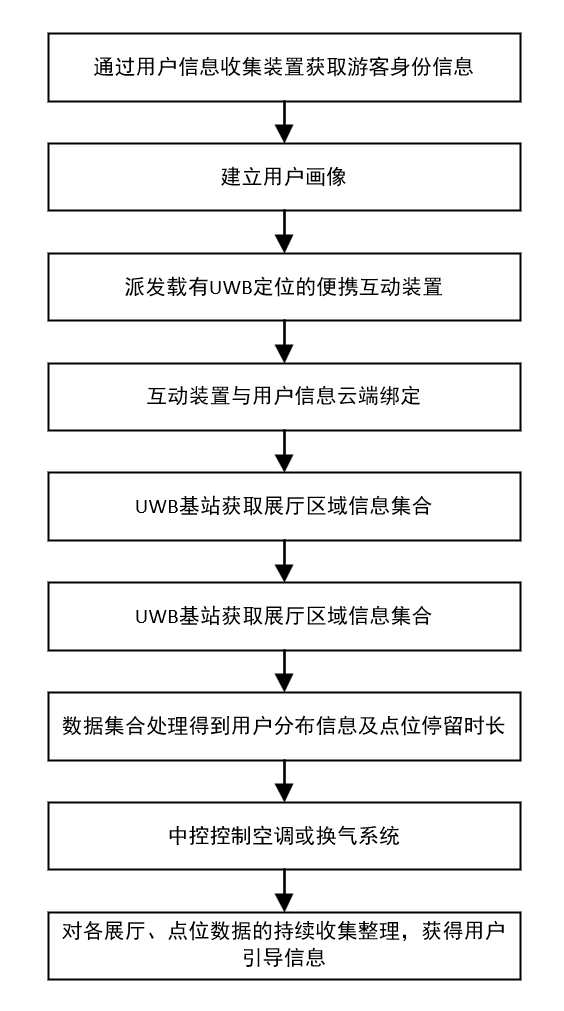 通过用户信息收集装置获取游客身份信息
建立用户画像
派发载有UWB定位的便携互动装置
互动装置与用户信息云端绑定
UWB基站获取展厅区域信息集合
UWB基站获取展厅区域信息集合
数据集合处理得到用户分布信息及点位停留时长
中控控制空调或换气系统
对各展厅、点位数据的持续收集整理，获得用户
引导信息